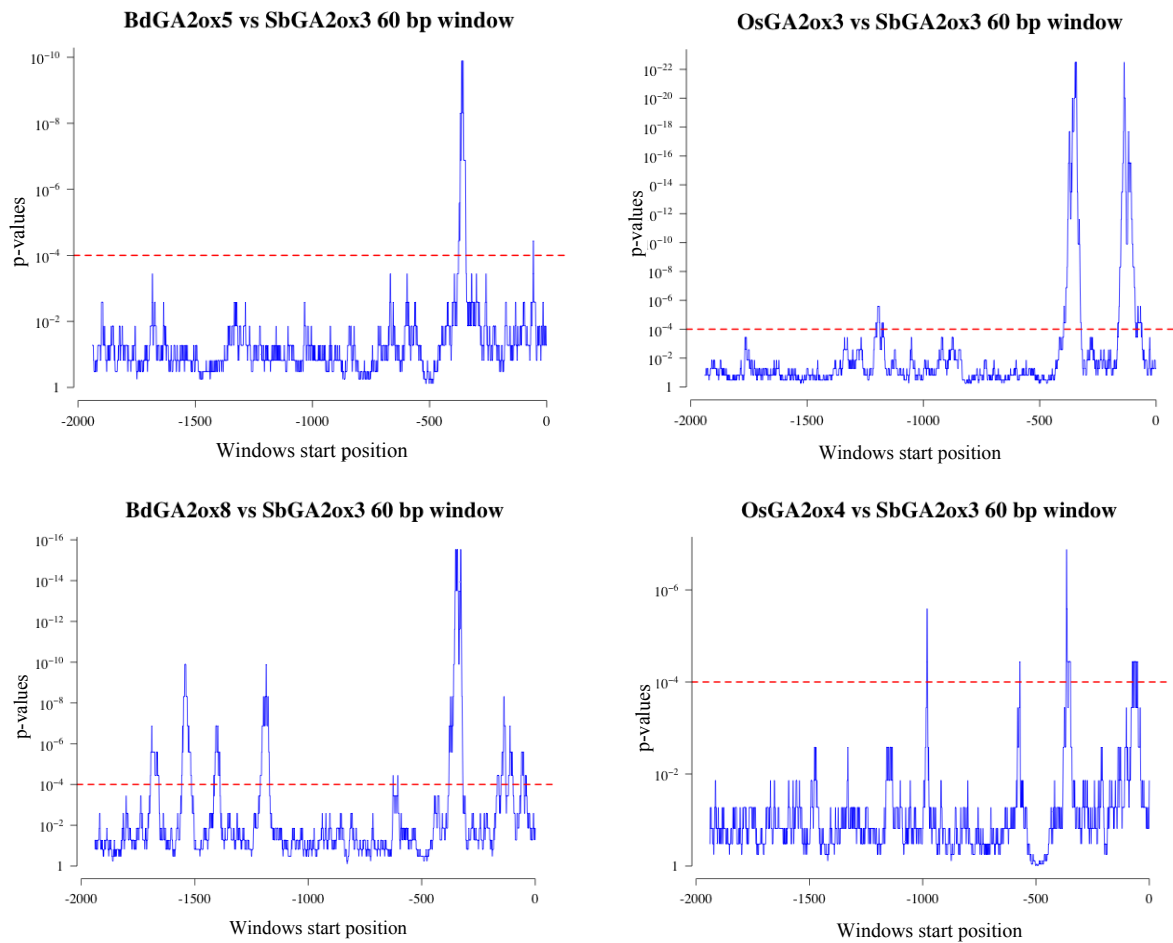 BdGA2ox5 vs SbGA2ox3 60 bp window
p-values
10⁻¹⁰
10⁻⁸
10⁻⁶
10⁻⁴
10⁻²
1
-2000 -1500 -1000 -500 0
Windows start position
OsGA2ox3 vs SbGA2ox3 60 bp window
p-values
10⁻²²
10⁻²⁰
10⁻¹⁸
10⁻¹⁶
0⁻¹⁴
0⁻¹²
10⁻¹⁰
10⁻⁸
10⁻⁶
10⁻⁴
10⁻²
1
-2000 -1500 -1000 -500 0
Windows start position
BdGA2ox8 vs SbGA2ox3 60 bp window
p-values
10⁻¹⁶
10⁻¹⁴
10⁻¹²
10⁻¹⁰
10⁻⁸
10⁻⁶
10⁻⁴
10⁻²
1
-2000 -1500 -1000 -500 0
Windows start position
OsGA2ox4 vs SbGA2ox3 60 bp window
p-values
10⁻⁶
10⁻⁴
10⁻²
1
-2000 -1500 -1000 -500 0
Windows start position